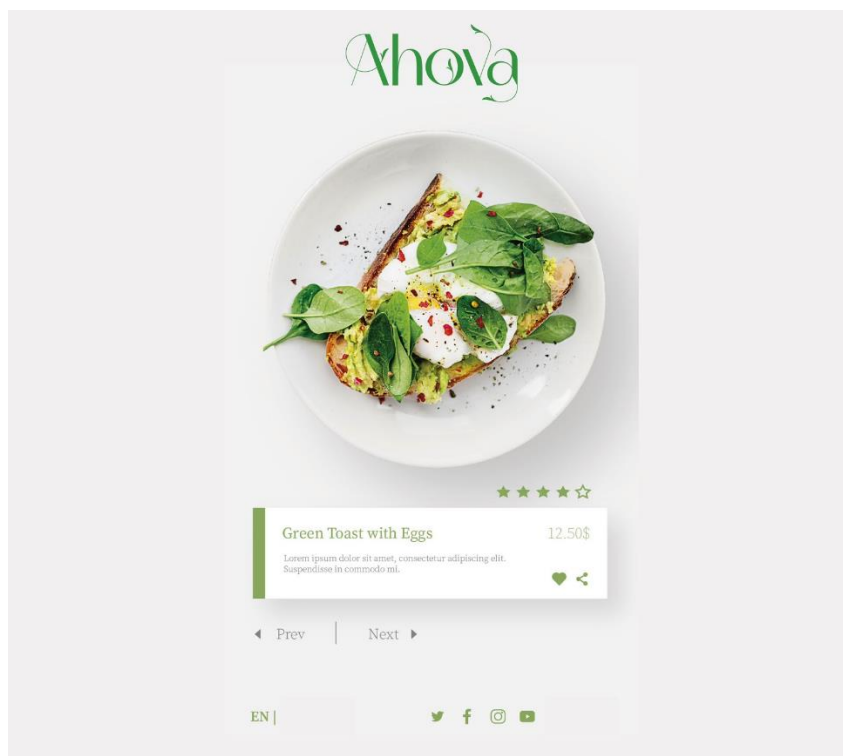 Ahova
Green Toast with Eggs
12.50$
Lorem ipsum dolor sit amet, consectetur adipiscing elit.
Suspendisse in commodo mi.
Prev | Next
EN |